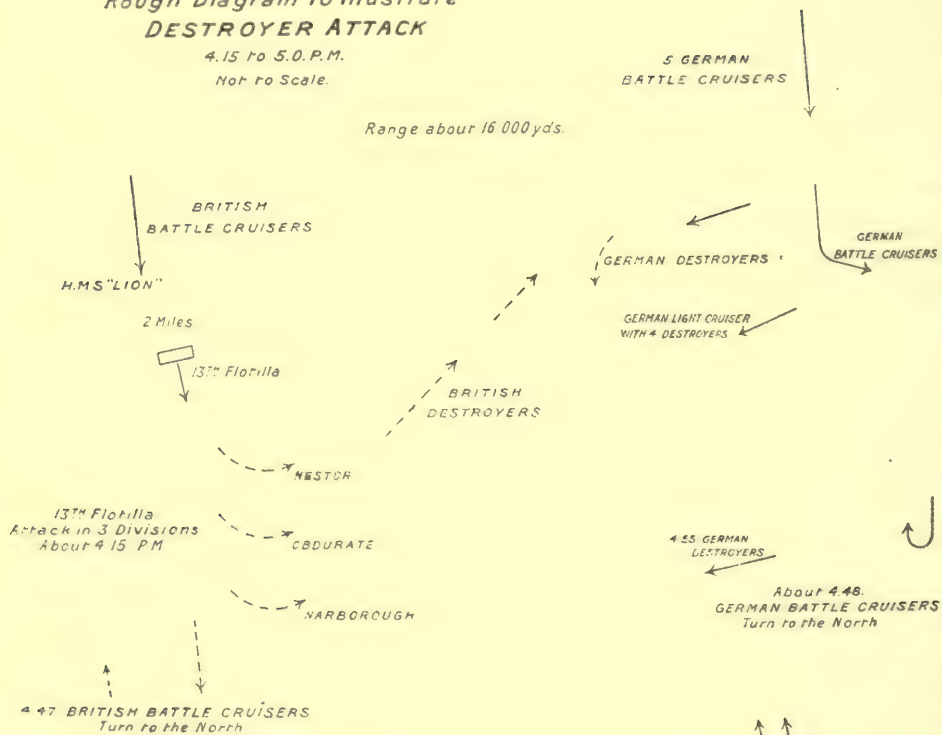 Rough Diagram to Illustrate
DESTROYER ATTACK
4.15 to 5.0. P.M.
Not to Scale.
5 GERMAN
BATTLE CRUISERS
Range about 16 000 yds.
BRITISH
BATTLE CRUISERS
GERMAN
BATTLE CRUISERS
GERMAN DESTROYERS
H.M.S "LION"
2 Miles
GERMAN LIGHT CRUISER
WITH 4 DESTROYERS
13TH Flotilla
BRITISH
DESTROYERS
NESTOR
13TH Flotilla
Attack in 3 Divisions
About 4 15 PM
OBDURATE
4.55 GERMAN
DESTROYERS
About 4.48.
GERMAN BATTLE CRUISERS
Turn to the North
NARBOROUGH
4 47 BRITISH BATTLE CRUISERS
Turn to the North